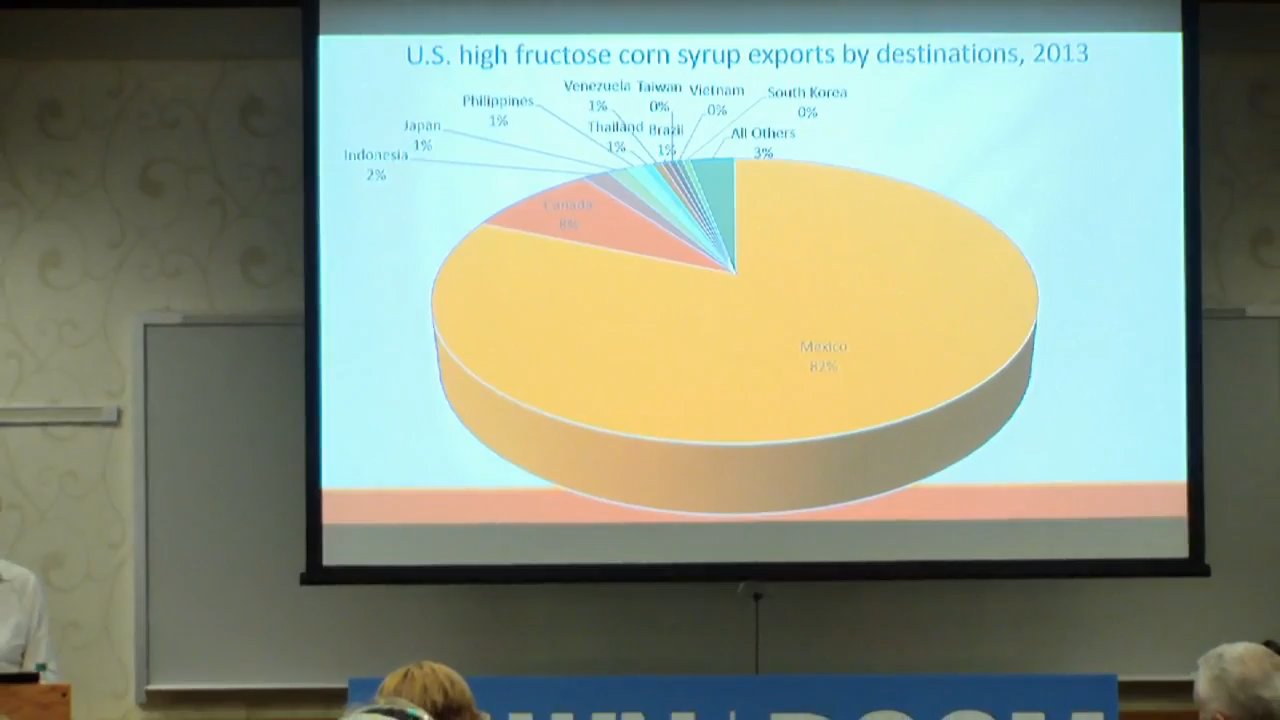 U.S. high fructose corn syrup exports by destinations, 2013
Venezuela
1%
Taiwan
0%
Vietnam
0%
South Korea
0%
Philippines
1%
Japan
1%
Thailand
1%
Brazil
1%
All Others
3%
Indonesia
2%
Canada
8%
Mexico
82%